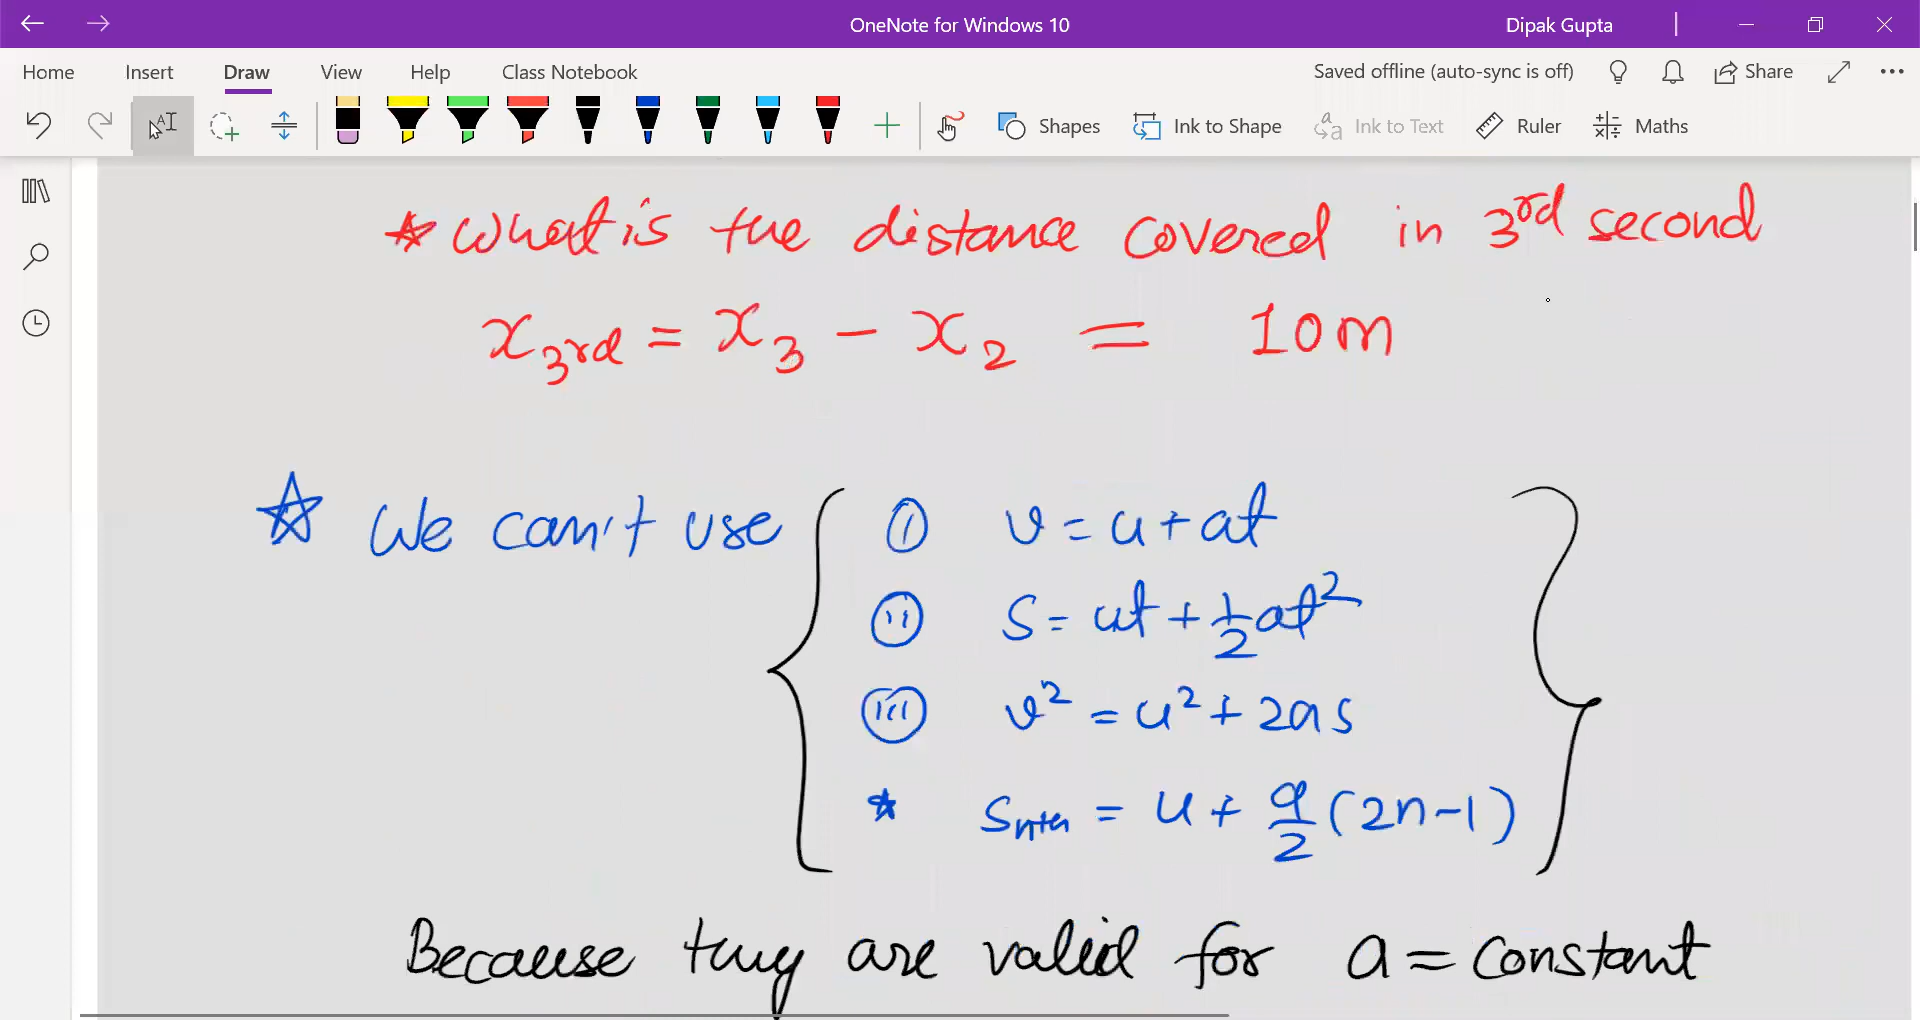 OneNote for Windows 10
Dipak Gupta
Home Insert Draw View Help Class Notebook
Saved offline (auto-sync is off) Share
Shapes Ink to Shape Ink to Text Ruler Maths
* What is the distance covered in 3rd second
x3rd = x3 - x2 = 10m
☆ We can't use
(i) v = u + at
(ii) S = ut + 1/2 at²
(iii) v² = u² + 2as
* Snth = u + a/2 (2n-1)
Because they are valid for a = constant